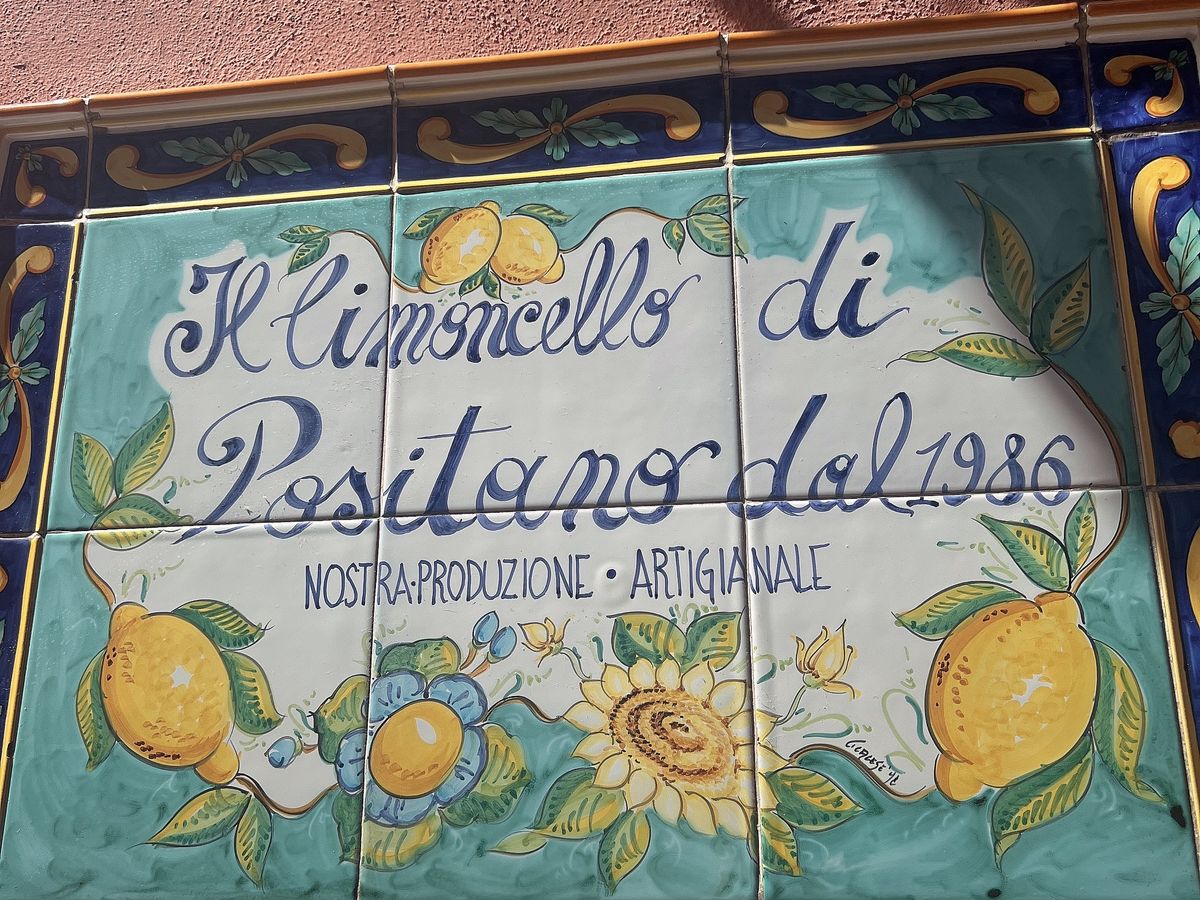 Il limoncello di
Positano dal 1986
NOSTRA·PRODUZIONE • ARTIGIANALE